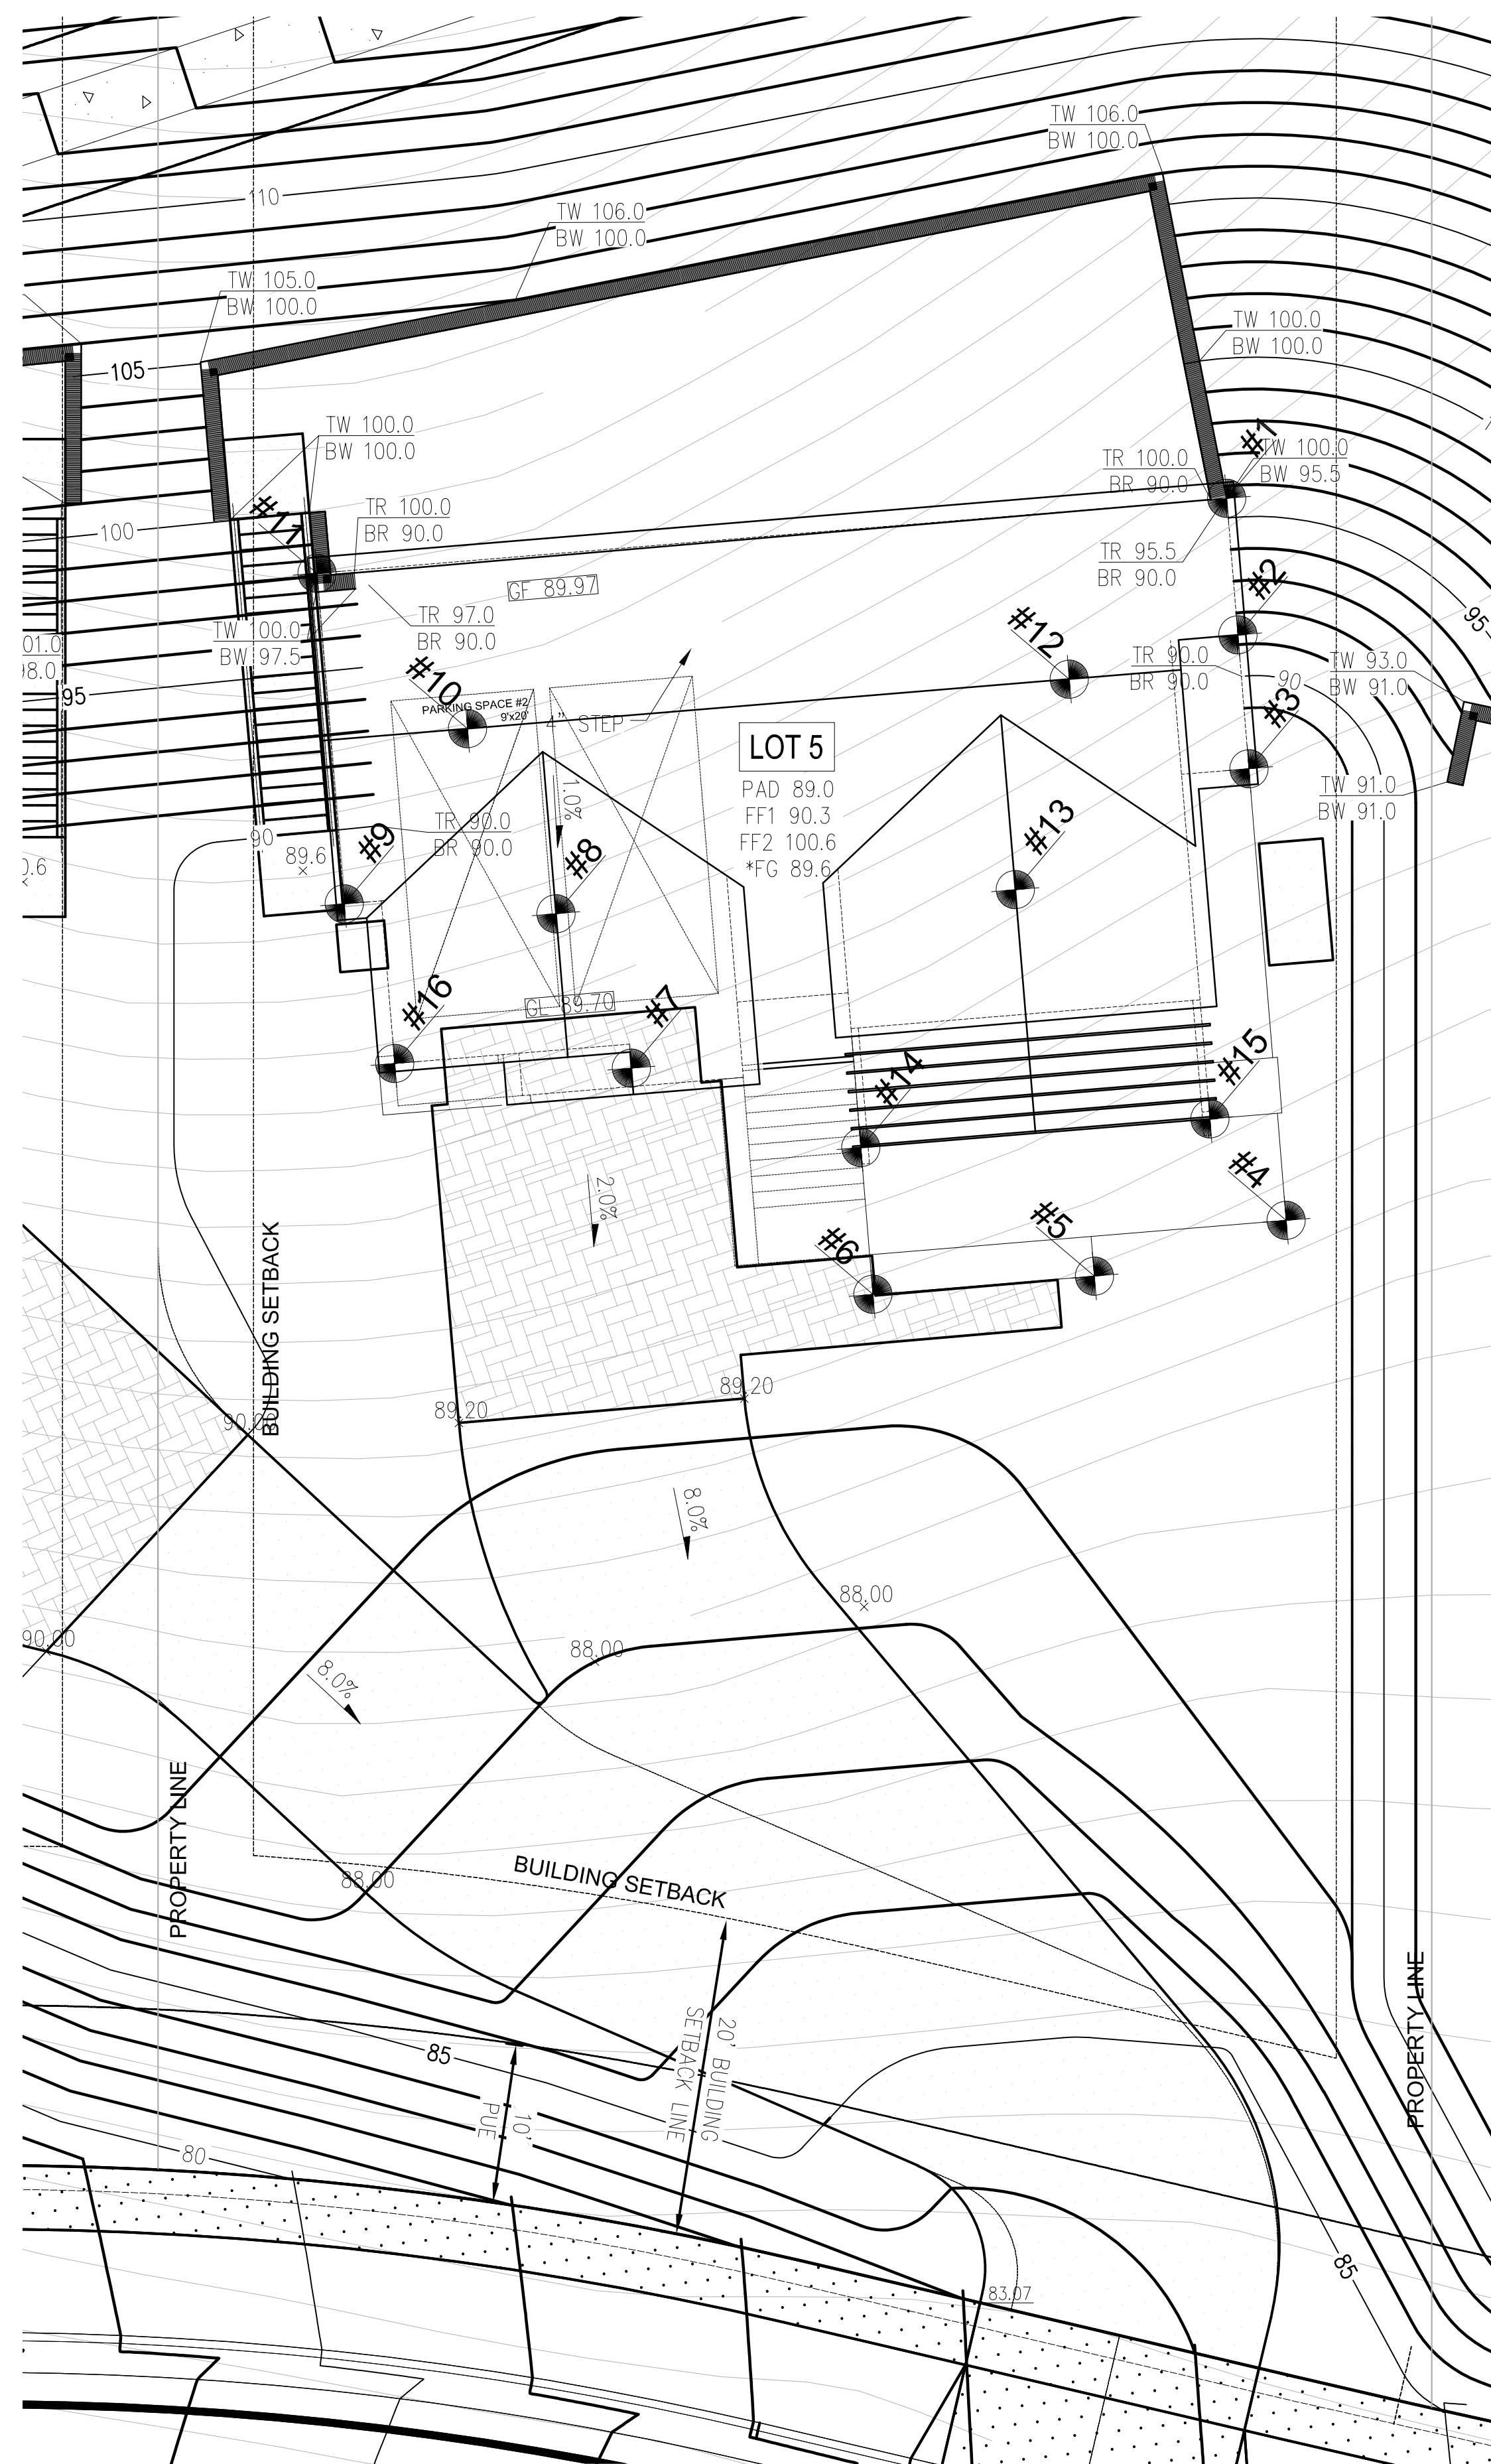 TW 106.0
BW 100.0
110
TW 106.0
BW 100.0
TW 105.0
BW 100.0
TW 100.0
BW 100.0
105
TW 100.0
BW 100.0
#1
TW 100.0
BW 95.5
TR 100.0
BR 90.0
#11
TR 100.0
BR 90.0
100
TR 95.5
BR 90.0
#2
GF 89.97
TR 97.0
BR 90.0
95
#12
TW 100.0
BW 97.5
01.0
98.0
TR 90.0
BR 90.0
TW 93.0
BW 91.0
90
#10
95
PARKING SPACE #2
9'x20'
4" STEP
#3
LOT 5
PAD 89.0
FF1 90.3
FF2 100.6
*FG 89.6
1.0%
TW 91.0
BW 91.0
TR 90.0
BR 90.0
90
#9
#8
#13
89.6
0.6
#16
GL 89.70
#7
#14
#15
2.0%
#4
#5
#6
BUILDING SETBACK
89.20
89.20
90.00
8.0%
88.00
90.00
88.00
8.0%
PROPERTY LINE
88.00
BUILDING SETBACK
PROPERTY LINE
85
20' BUILDING
SETBACK LINE
10'
PUE
80
85
83.07